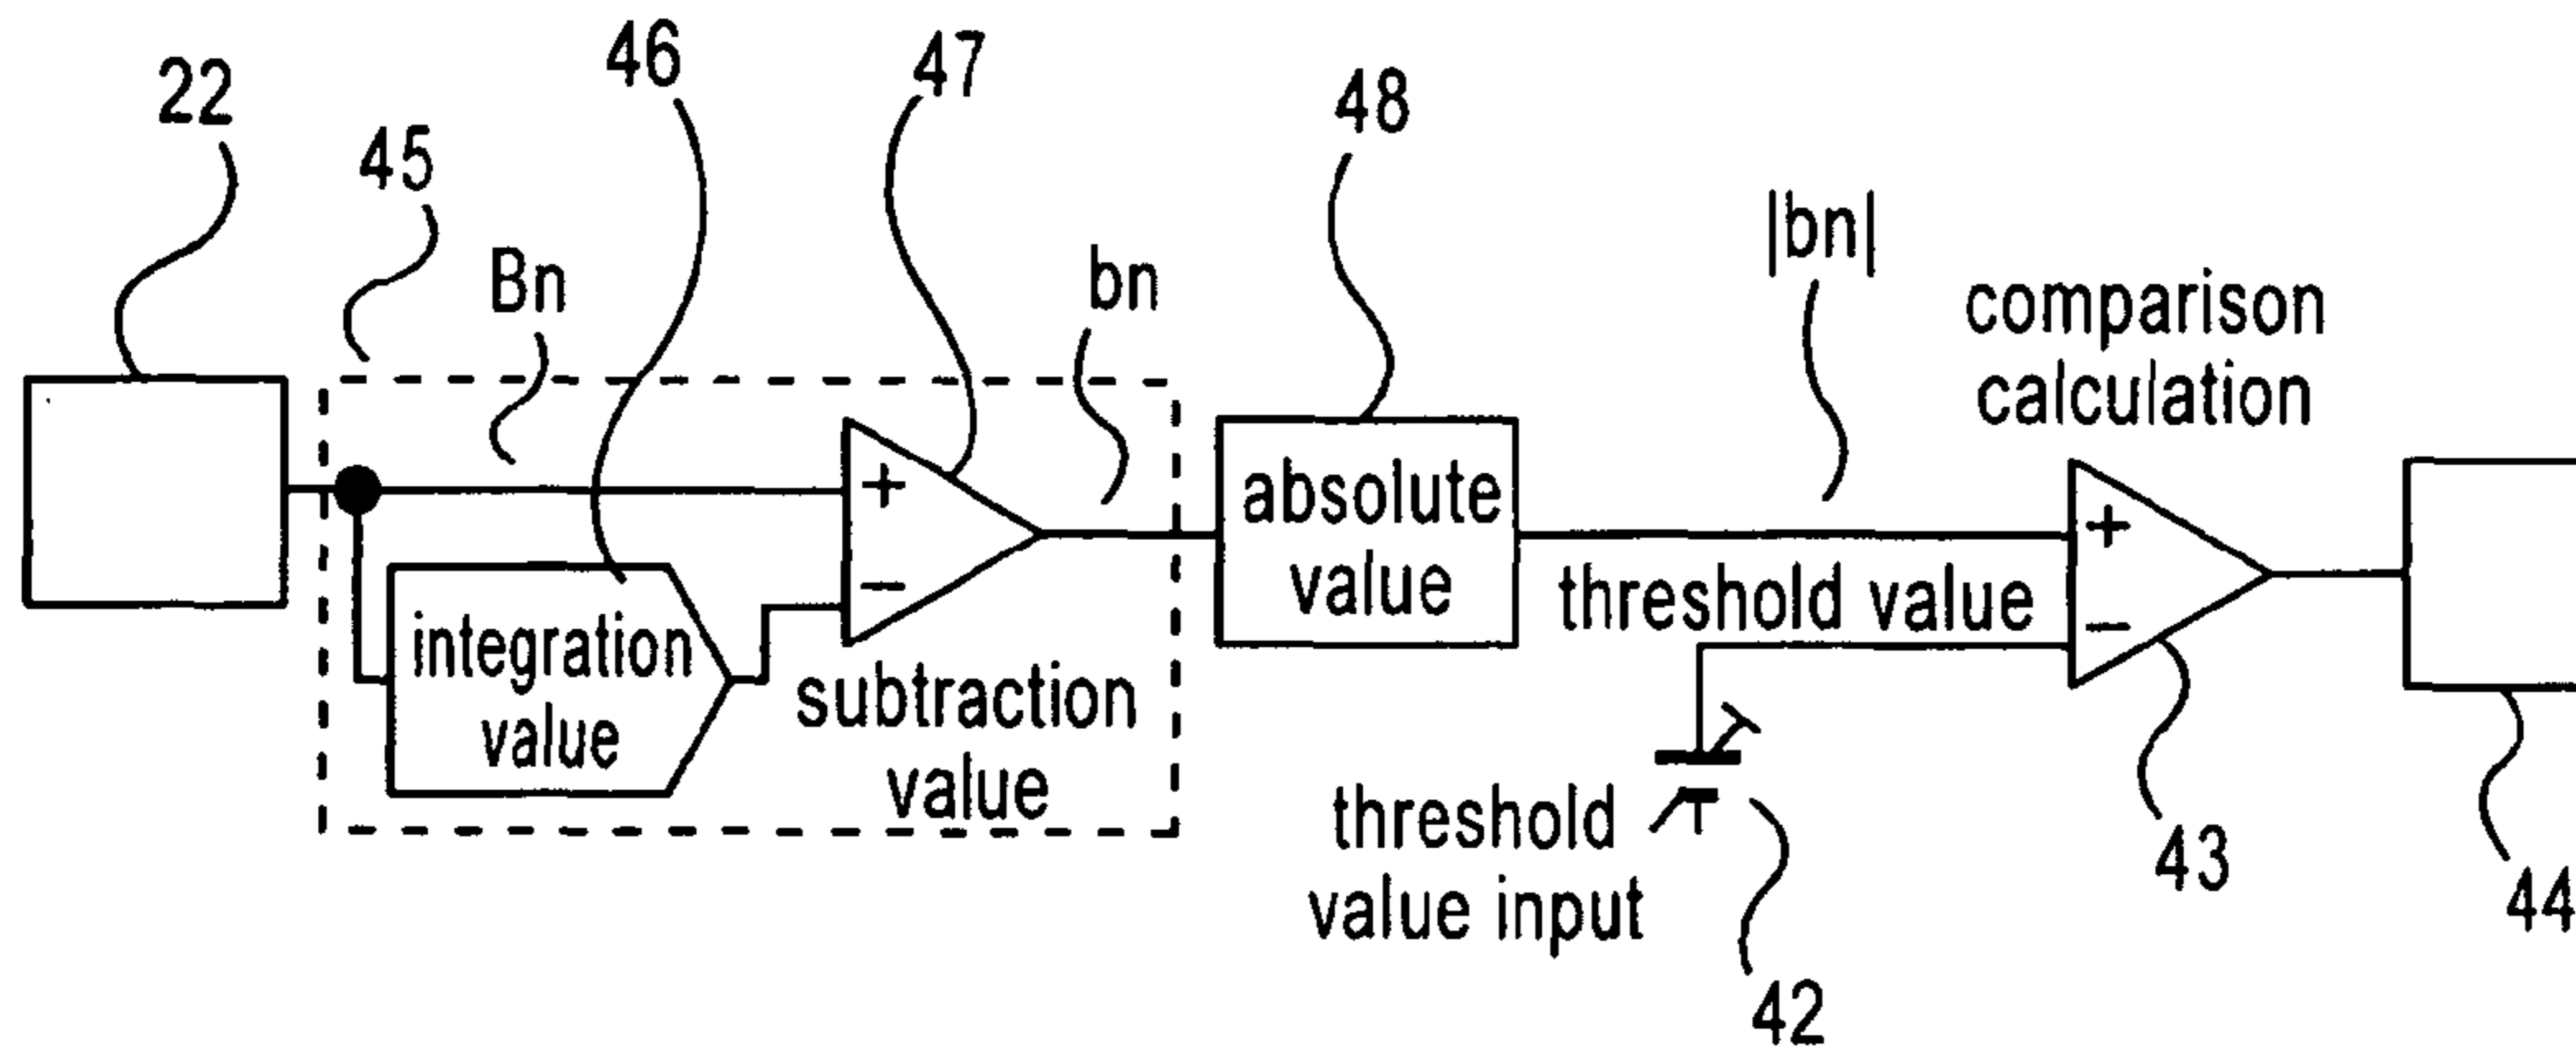 22
45
46
47
48
Bn
bn
|bn|
comparison
calculation
+
−
integration
value
subtraction
value
absolute
value
threshold value
+
−
threshold
value input
42
43
44